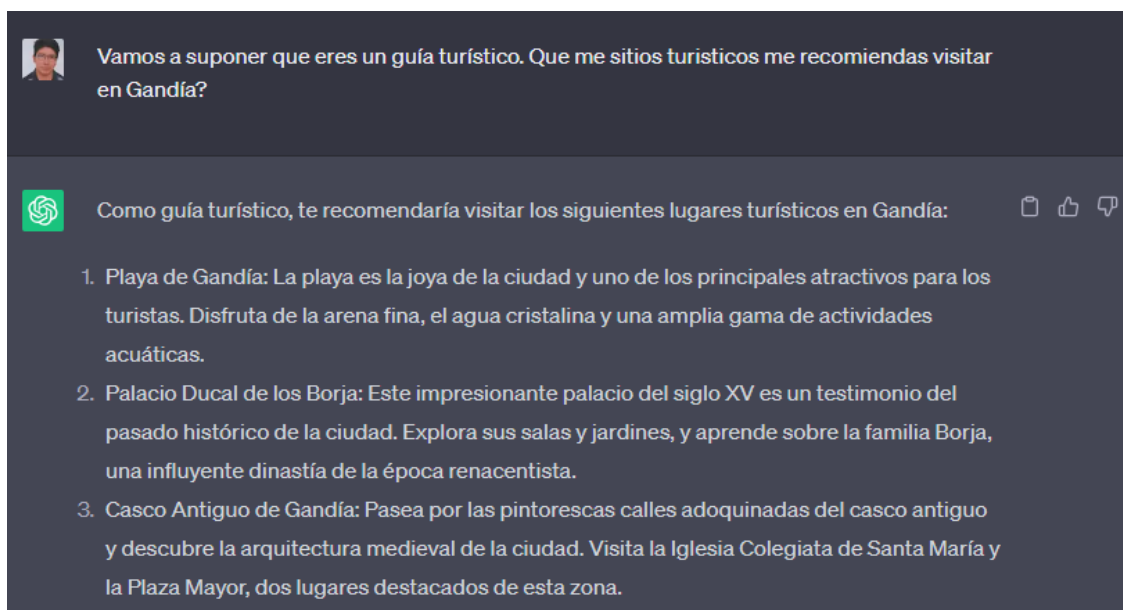 Vamos a suponer que eres un guía turístico. Que me sitios turisticos me recomiendas visitar
en Gandía?
Como guía turístico, te recomendaría visitar los siguientes lugares turísticos en Gandía:
1. Playa de Gandía: La playa es la joya de la ciudad y uno de los principales atractivos para los
turistas. Disfruta de la arena fina, el agua cristalina y una amplia gama de actividades
acuáticas.
2. Palacio Ducal de los Borja: Este impresionante palacio del siglo XV es un testimonio del
pasado histórico de la ciudad. Explora sus salas y jardines, y aprende sobre la familia Borja,
una influyente dinastía de la época renacentista.
3. Casco Antiguo de Gandía: Pasea por las pintorescas calles adoquinadas del casco antiguo
y descubre la arquitectura medieval de la ciudad. Visita la Iglesia Colegiata de Santa María y
la Plaza Mayor, dos lugares destacados de esta zona.